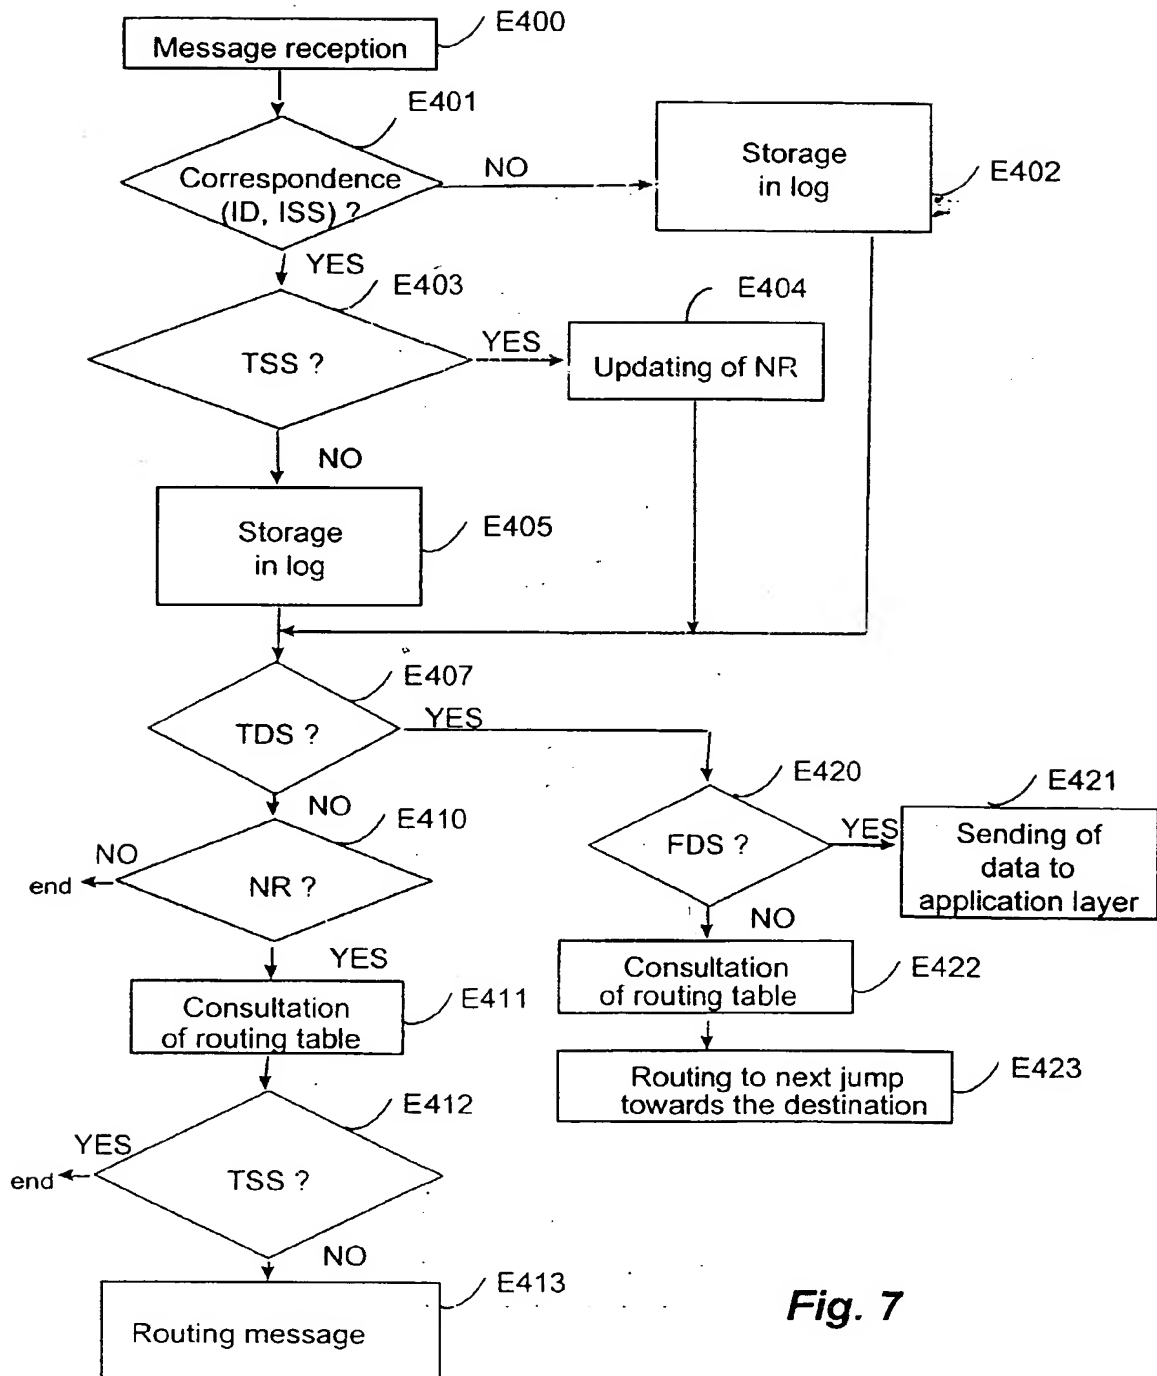 E400
Message reception
E401
Correspondence
(ID, ISS) ?
NO
Storage
in log
E402
YES
E403
TSS ?
YES
E404
Updating of NR
NO
Storage
in log
E405
E407
TDS ?
YES
NO
E410
NO
end
NR ?
E420
FDS ?
YES
E421
Sending of
data to
application layer
NO
YES
Consultation
of routing table
E422
Consultation
of routing table
E411
Routing to next jump
towards the destination
E423
E412
YES
end
TSS ?
NO
E413
Routing message
Fig. 7